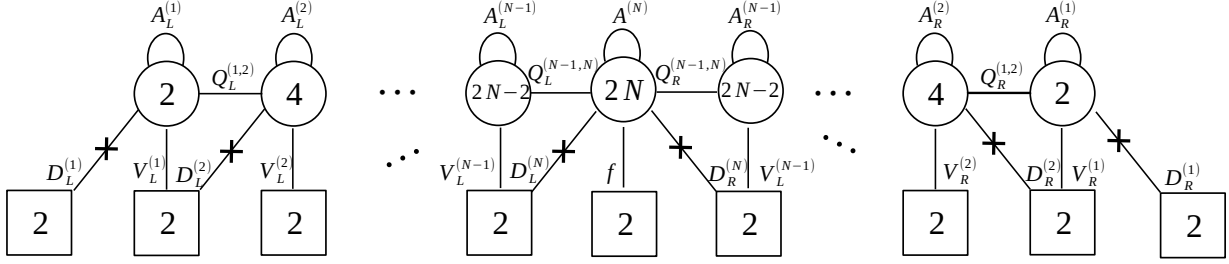 A_L^{(1)} A_L^{(2)} A_L^{(N−1)} A^{(N)} A_R^{(N−1)} A_R^{(2)} A_R^{(1)}
Q_L^{(1,2)} Q_L^{(N−1,N)} Q_R^{(N−1,N)} Q_R^{(1,2)}
2 4 ... 2N−2 2N 2N−2 ... 4 2
D_L^{(1)} V_L^{(1)} D_L^{(2)} V_L^{(2)} ... V_L^{(N−1)} D_L^{(N)} f D_R^{(N)} V_L^{(N−1)} ... V_R^{(2)} D_R^{(2)} V_R^{(1)} D_R^{(1)}
2 2 2 2 2 2 2 2 2